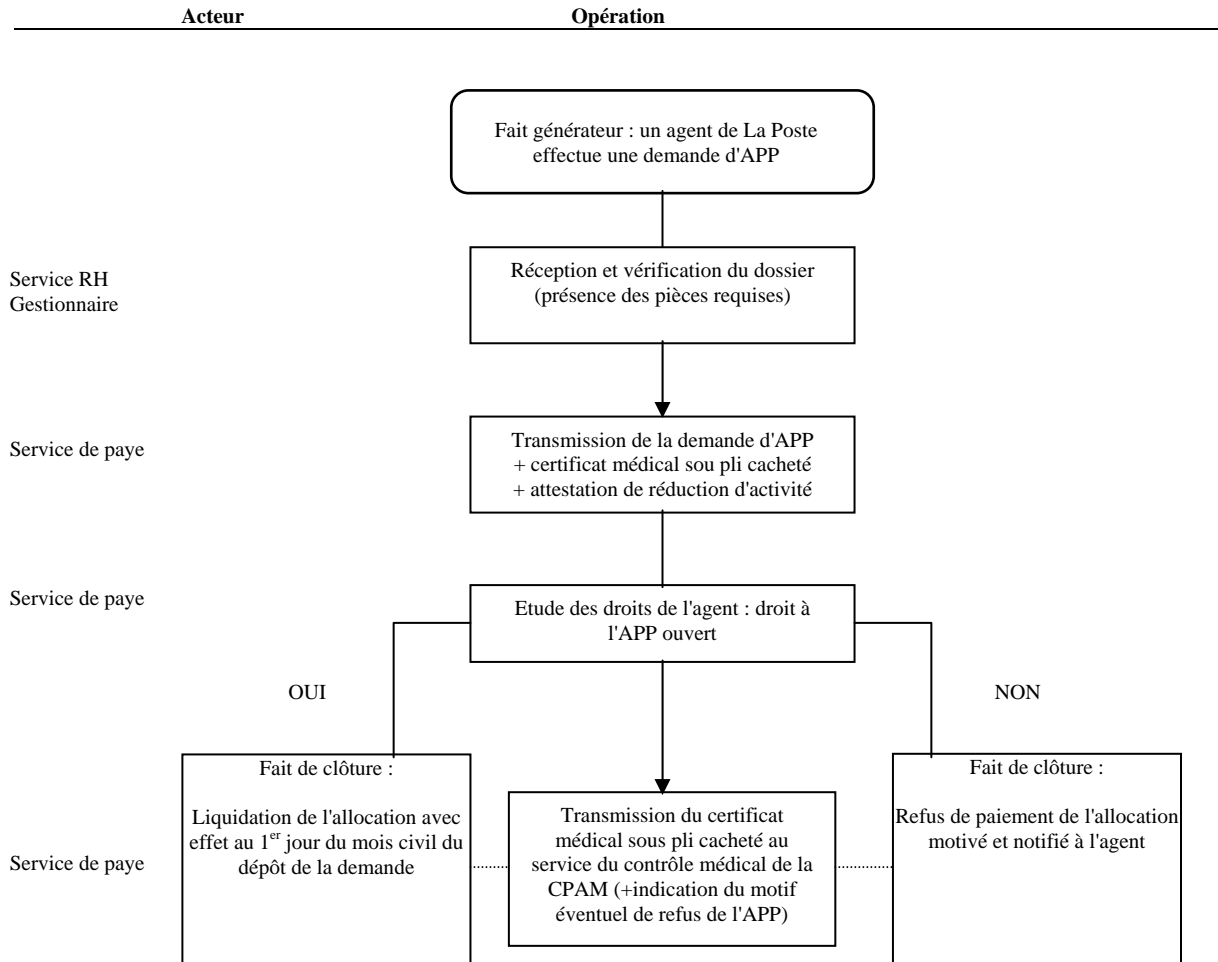 Acteur Opération
Fait générateur : un agent de La Poste
effectue une demande d'APP
Service RH
Gestionnaire
Réception et vérification du dossier
(présence des pièces requises)
Service de paye
Transmission de la demande d'APP
+ certificat médical sou pli cacheté
+ attestation de réduction d'activité
Service de paye
Etude des droits de l'agent : droit à
l'APP ouvert
OUI
NON
Service de paye
Fait de clôture :
Liquidation de l'allocation avec
effet au 1er jour du mois civil du
dépôt de la demande
Transmission du certificat
médical sous pli cacheté au
service du contrôle médical de la
CPAM (+indication du motif
éventuel de refus de l'APP)
Fait de clôture :
Refus de paiement de l'allocation
motivé et notifié à l'agent